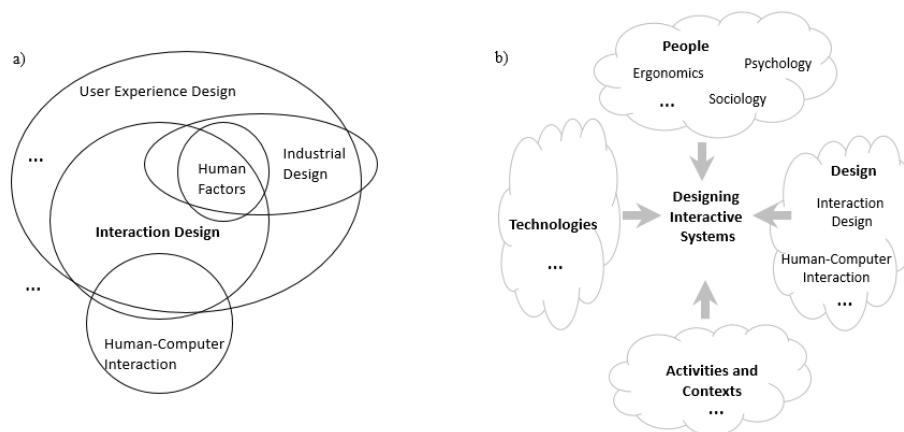 a)
User Experience Design
...
Human
Factors
Industrial
Design
Interaction Design
...
Human-Computer
Interaction
b)
People
Ergonomics
Psychology
...
Sociology
Technologies
...
Designing
Interactive
Systems
Design
Interaction
Design
Human-Computer
Interaction
...
Activities and
Contexts
...